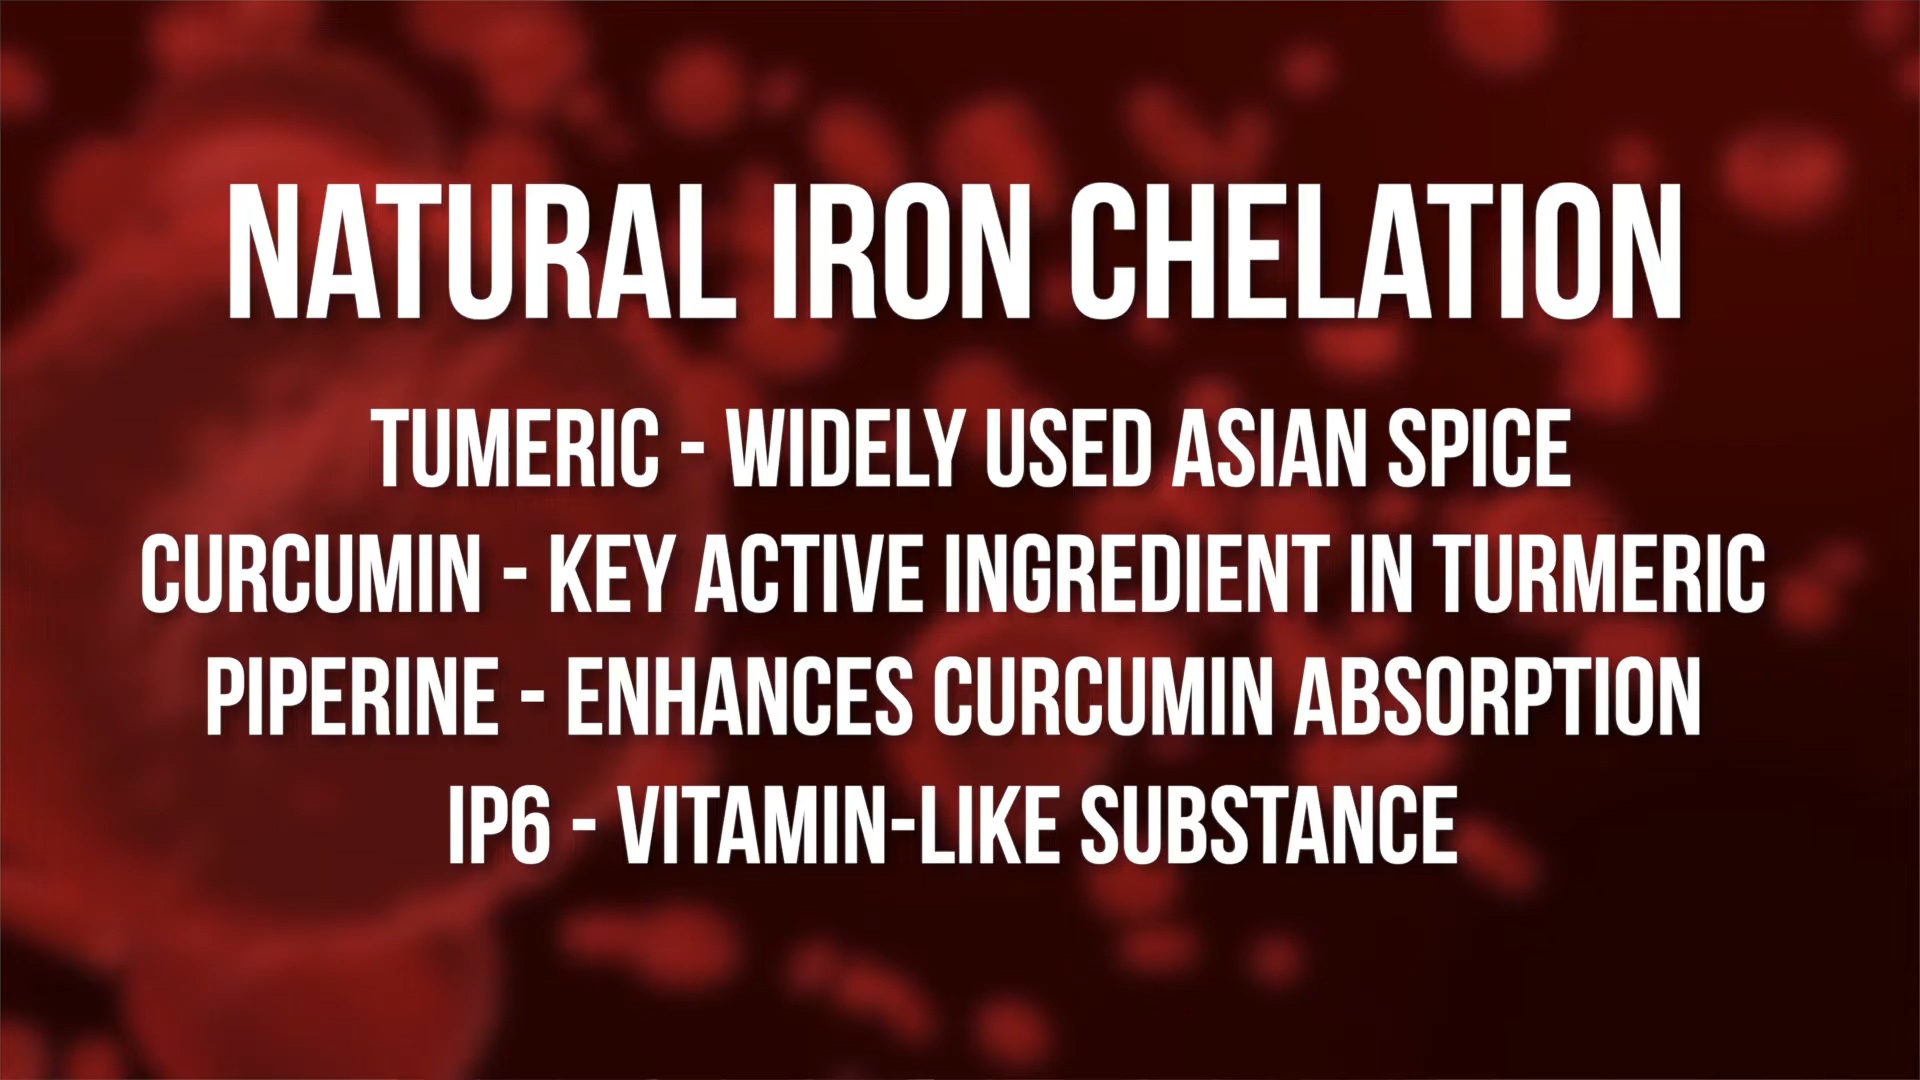 NATURAL IRON CHELATION
TUMERIC - WIDELY USED ASIAN SPICE
CURCUMIN - KEY ACTIVE INGREDIENT IN TURMERIC
PIPERINE - ENHANCES CURCUMIN ABSORPTION
IP6 - VITAMIN-LIKE SUBSTANCE